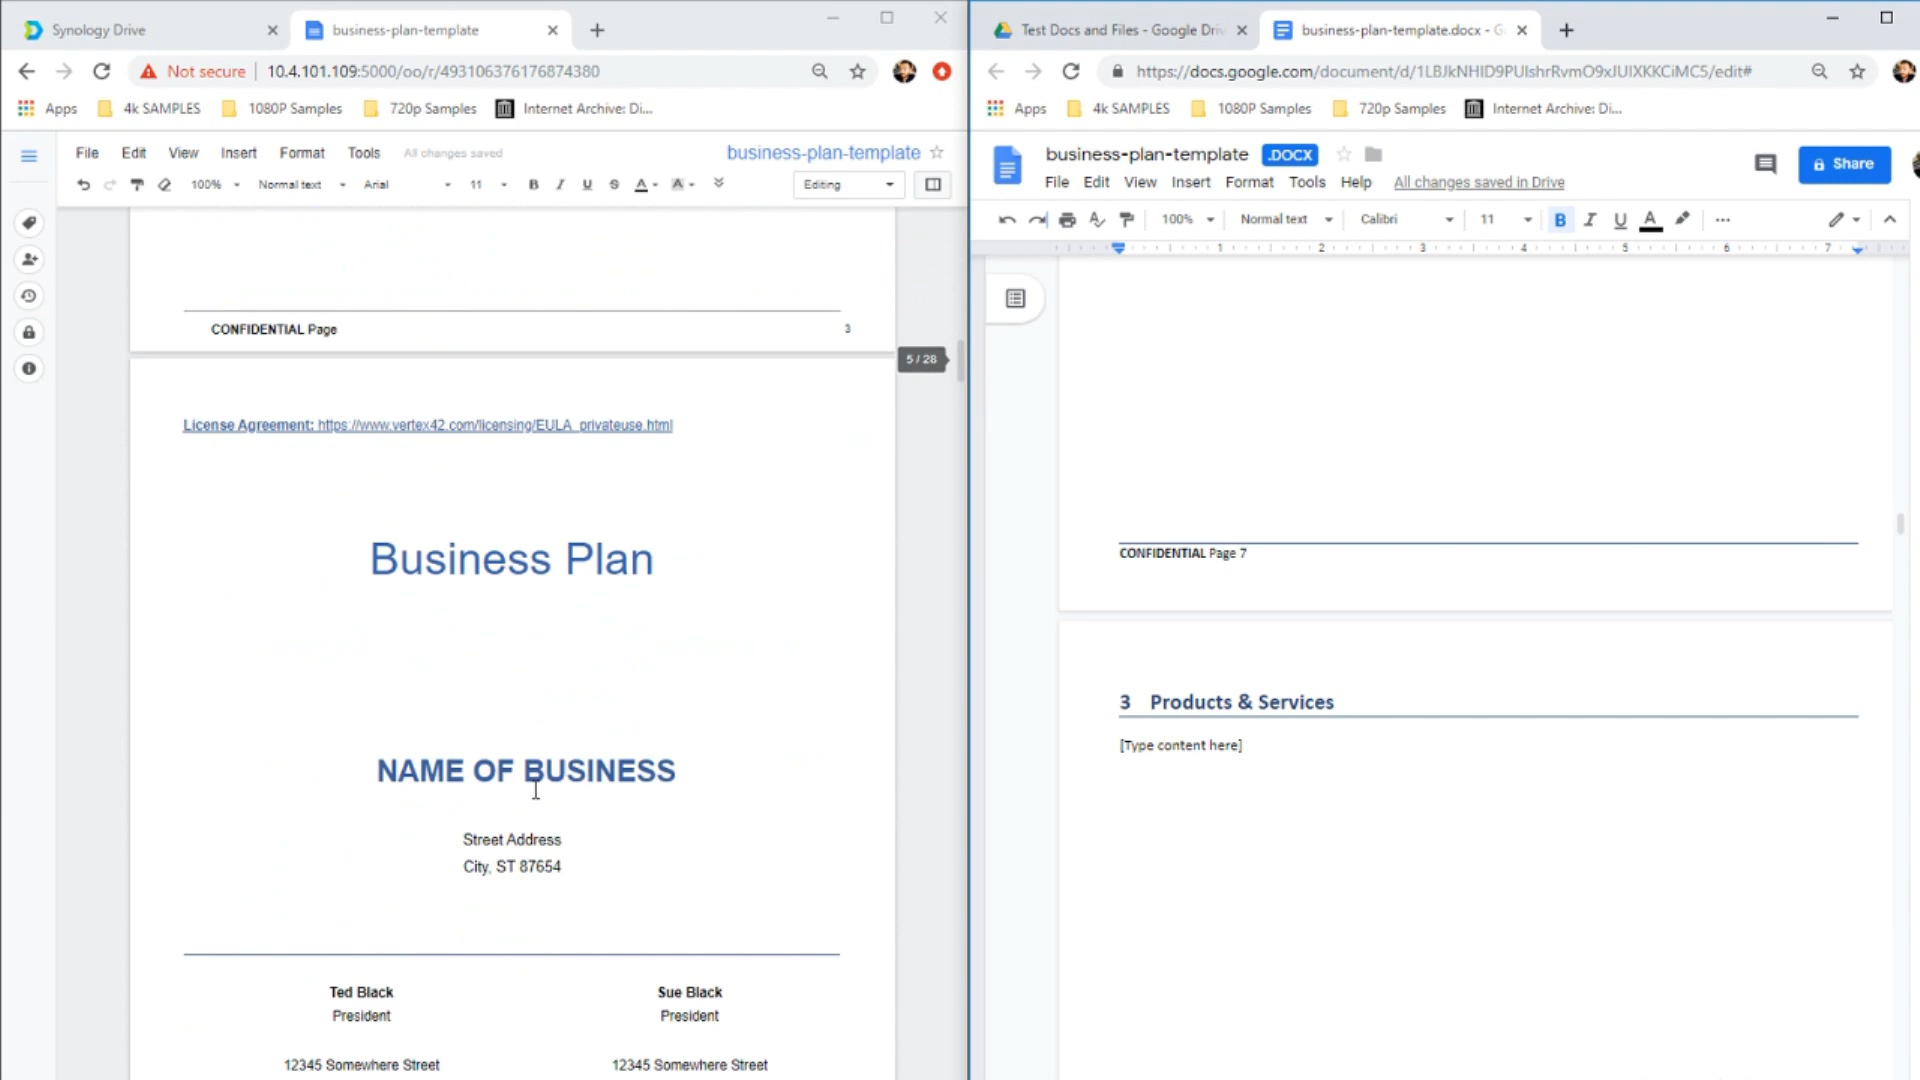 Synology Drive
business-plan-template
Not secure
10.4.101.109:5000/oo/r/493106376176874380
Apps
4k SAMPLES
1080P Samples
720p Samples
Internet Archive: Di...
File
Edit
View
Insert
Format
Tools
All changes saved
business-plan-template
100%
Normal text
Arial
11
B
I
U
S
A
A
Editing
CONFIDENTIAL Page
3
5 / 28
License Agreement: https://www.vertex42.com/licensing/EULA_privateuse.html
Business Plan
NAME OF BUSINESS
Street Address
City, ST 87654
Ted Black
Sue Black
President
President
12345 Somewhere Street
12345 Somewhere Street
Test Docs and Files - Google Driv
business-plan-template.docx - G
https://docs.google.com/document/d/1LBJkNHlD9PUIshrRvmO9xJUIXKKCiMC5/edit#
Apps
4k SAMPLES
1080P Samples
720p Samples
Internet Archive: Di...
business-plan-template
.DOCX
Share
File
Edit
View
Insert
Format
Tools
Help
All changes saved in Drive
100%
Normal text
Calibri
11
B
I
U
A
1 2 3 4 5 6 7
CONFIDENTIAL Page 7
3 Products & Services
[Type content here]